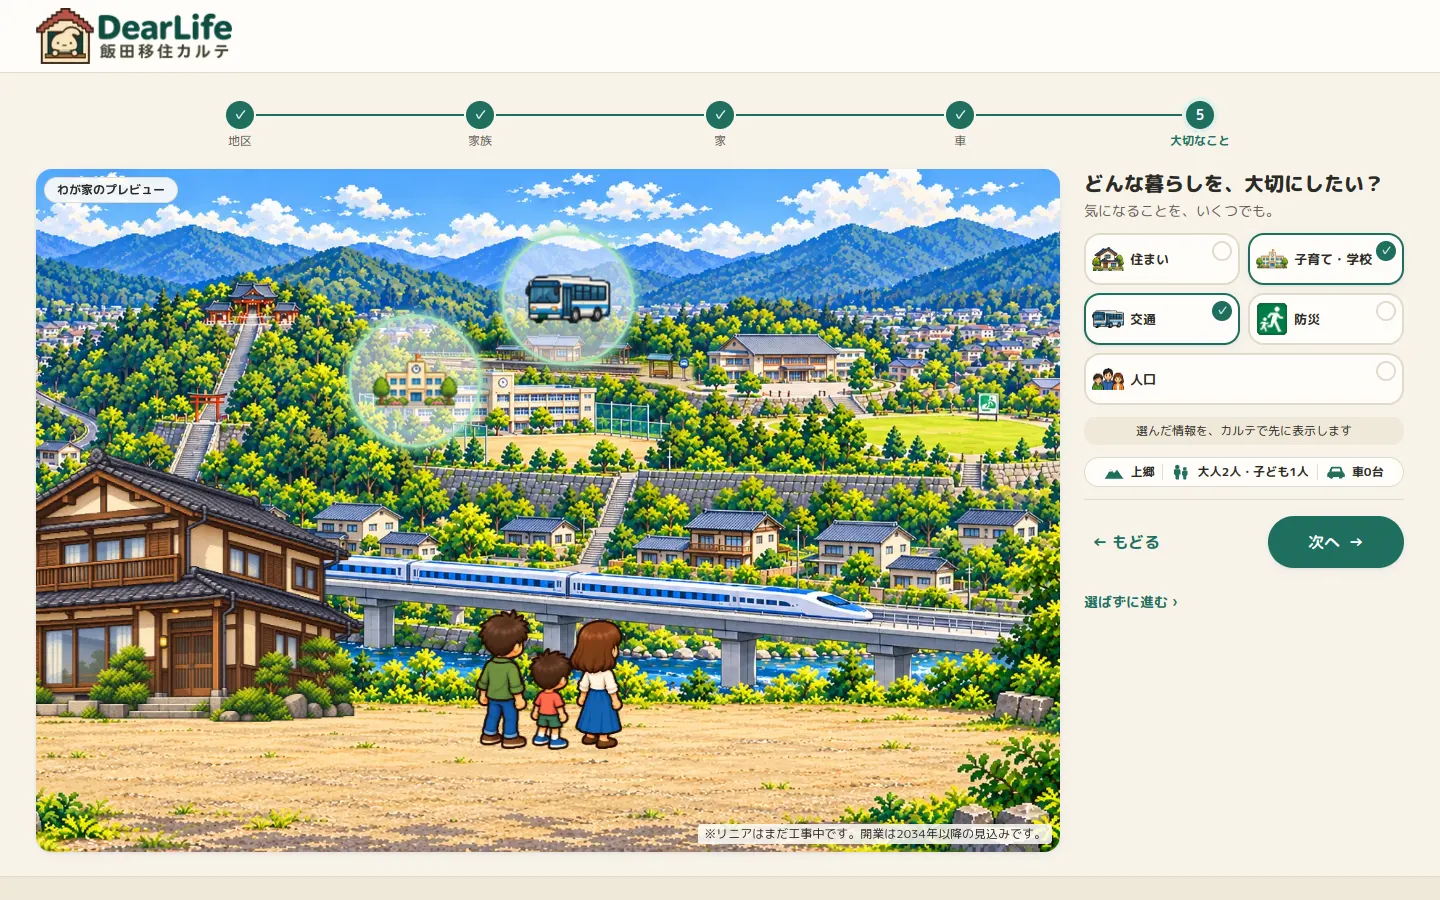 DearLife
飯田移住カルテ
5
地区
家族
家
車
大切なこと
わが家のプレビュー
※リニアはまだ工事中です。開業は2034年以降の見込みです。
どんな暮らしを、大切にしたい？
気になることを、いくつでも。
住まい
子育て・学校
交通
防災
人口
選んだ情報を、カルテで先に表示します
上郷
大人2人・子ども1人
車0台
← もどる
次へ →
選ばずに進む ›